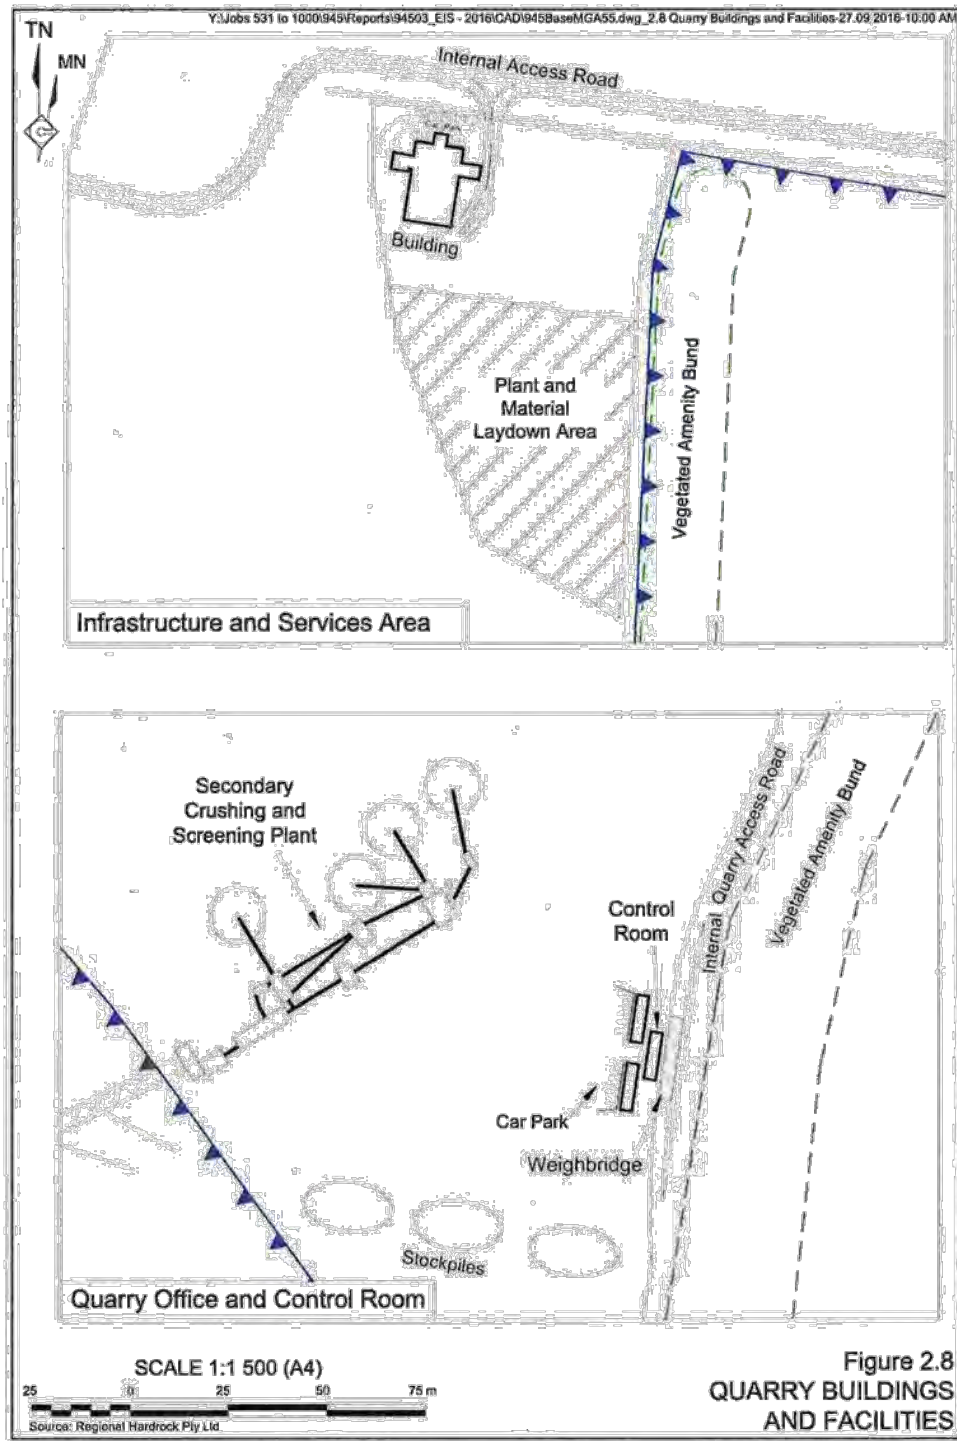 Y:\Jobs 531 to 1000\945\Reports\94503_EIS - 2016\CAD\945BaseMGA55.dwg_2.8 Quarry Buildings and Facilities-27.09.2016-10:00 AM
TN
MN
Internal Access Road
Building
Plant and
Material
Laydown Area
Vegetated Amenity Bund
Infrastructure and Services Area
Secondary
Crushing and
Screening Plant
Internal Quarry Access Road
Vegetated Amenity Bund
Control
Room
Car Park
Weighbridge
Stockpiles
Quarry Office and Control Room
SCALE 1:1 500 (A4)
25 0 25 50 75 m
Source: Regional Hardrock Pty Ltd
Figure 2.8
QUARRY BUILDINGS
AND FACILITIES